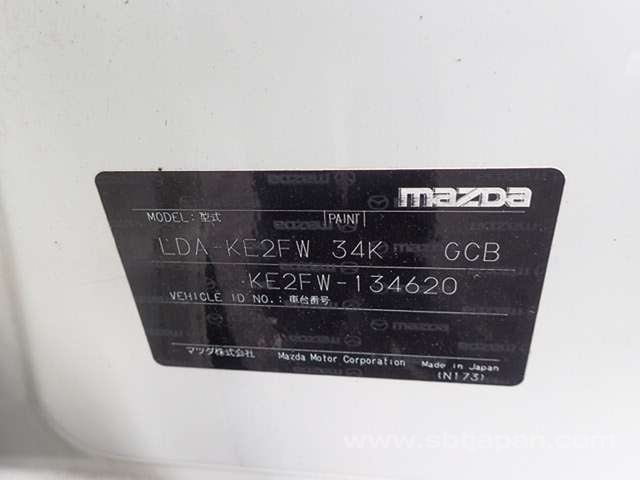 mazda
MODEL: 型式 |PAINT|
LDA-KE2FW 34K GCB
KE2FW-134620
VEHICLE ID NO.: 車台番号
マツダ株式会社 Mazda Motor Corporation Made in Japan
(N173)
www.sbtjapan.com